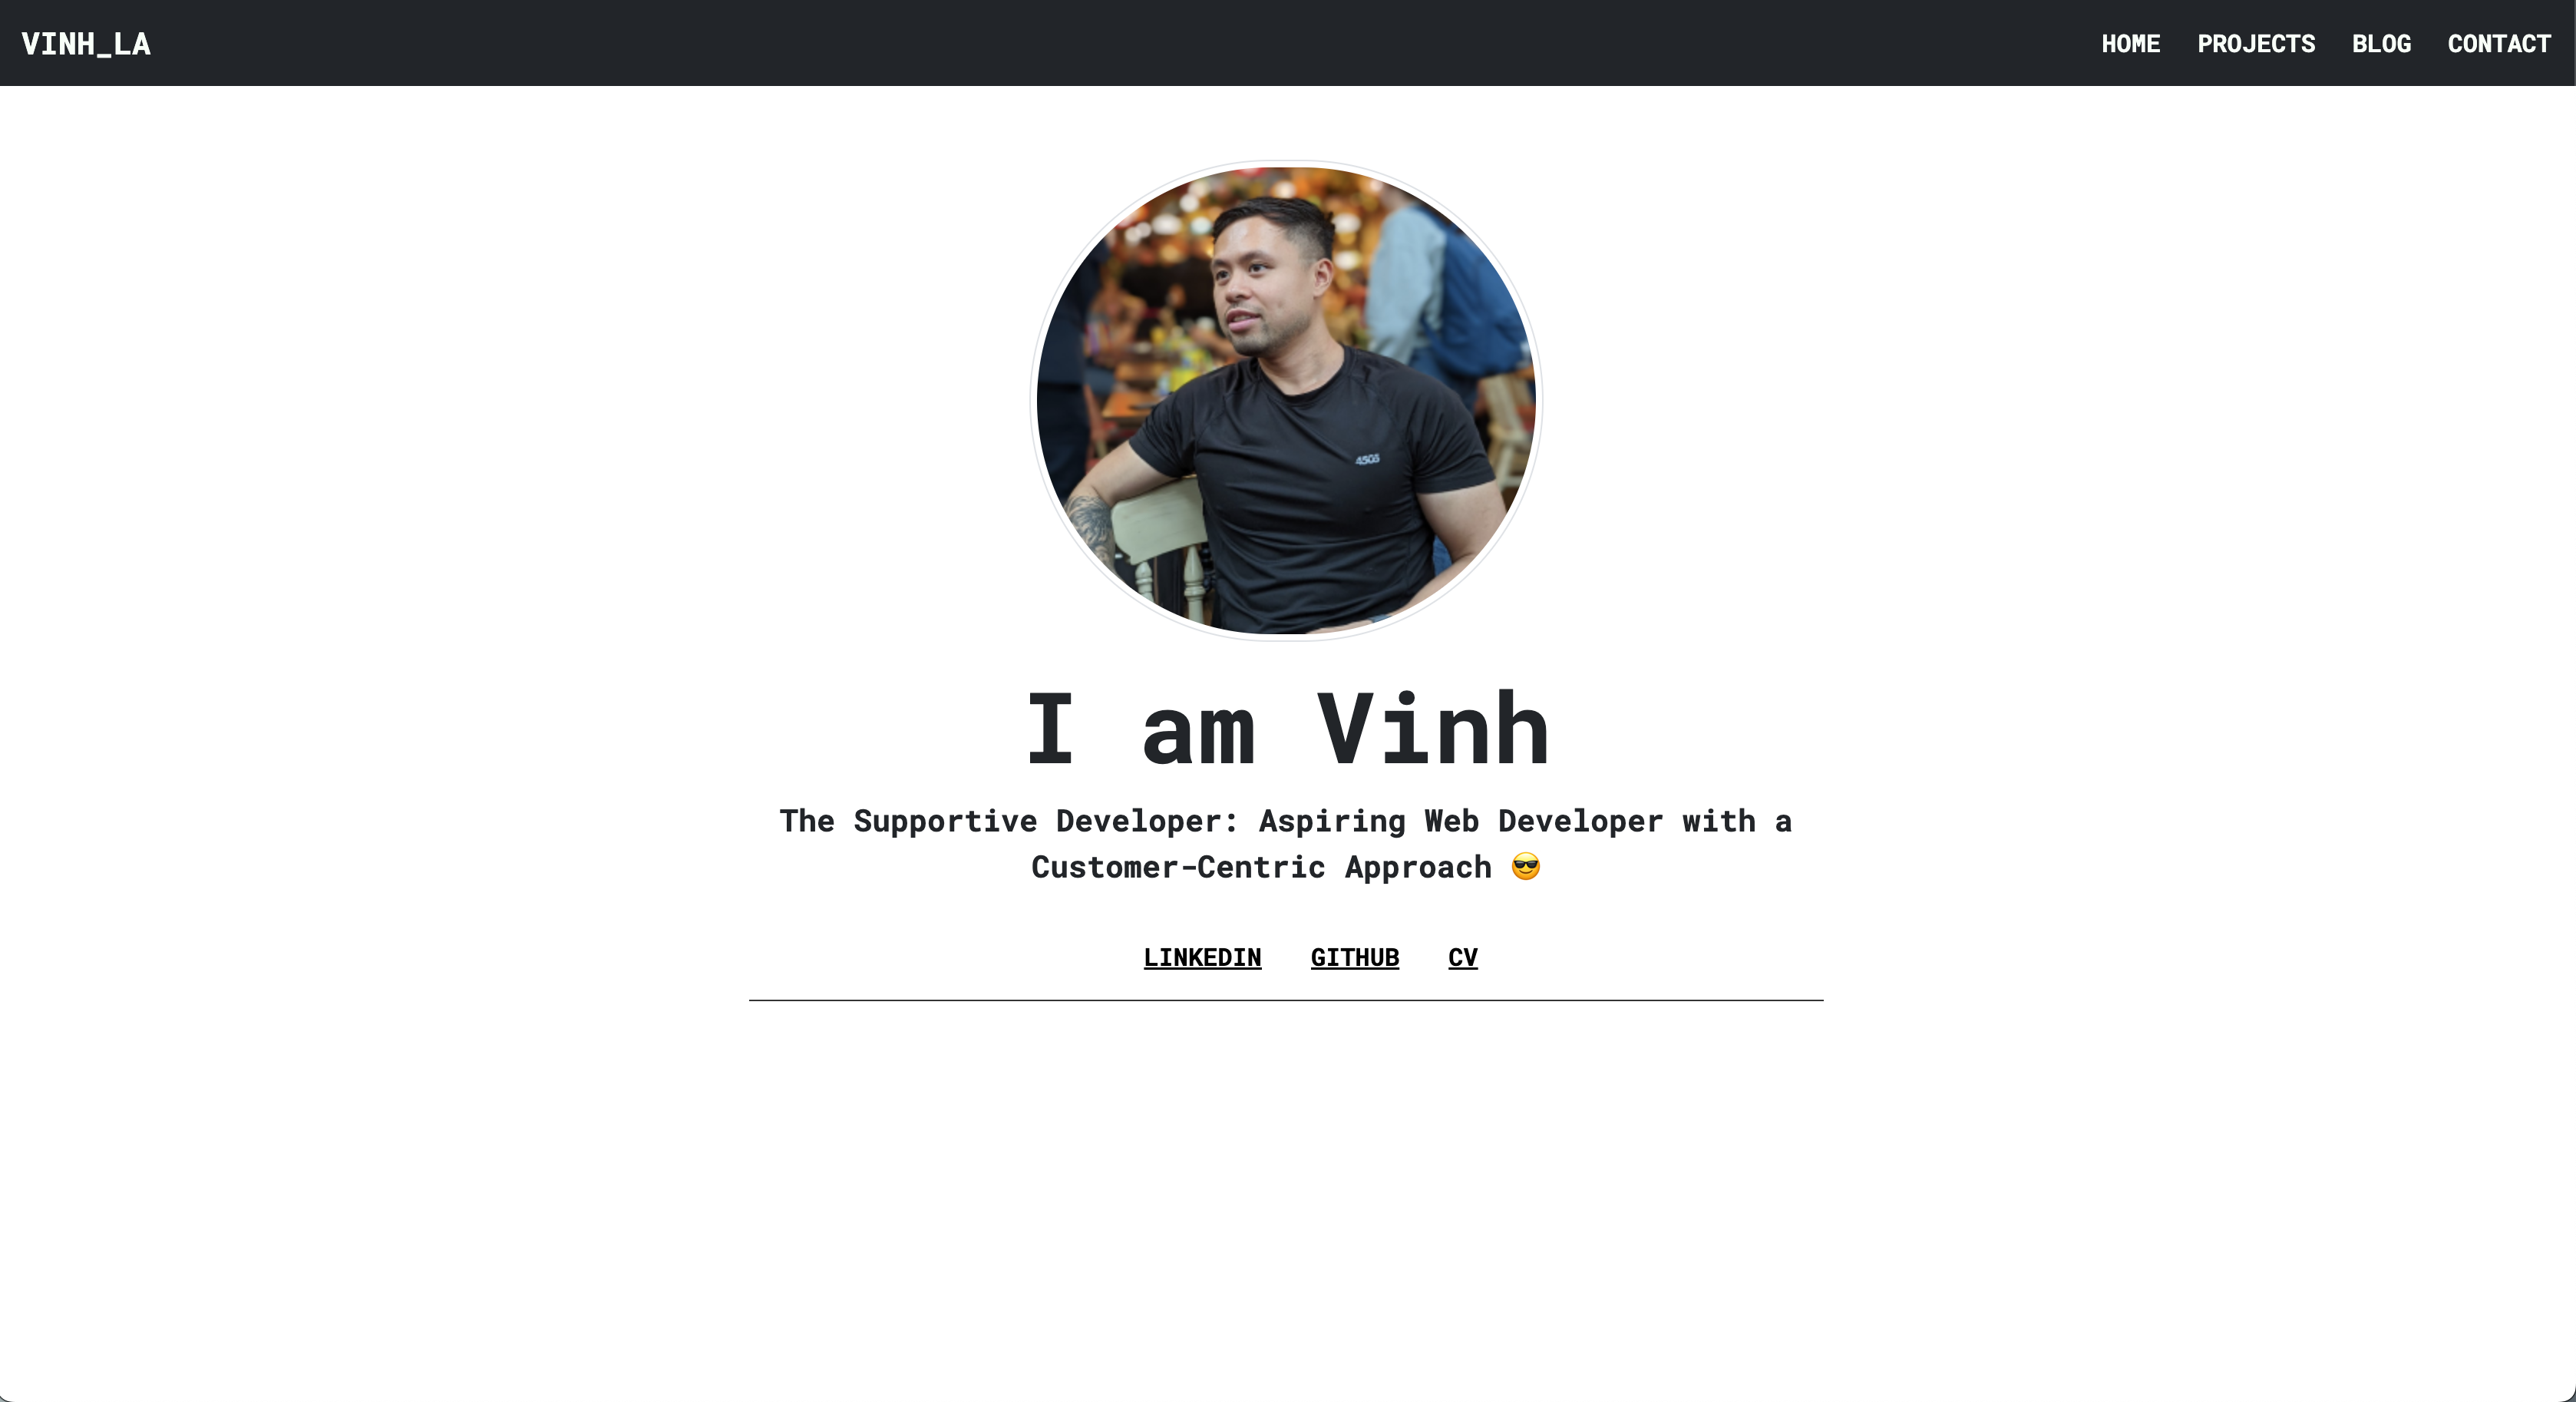 VINH_LA
HOME PROJECTS BLOG CONTACT
4505
I am Vinh
The Supportive Developer: Aspiring Web Developer with a
Customer-Centric Approach 😎
LINKEDIN GITHUB CV